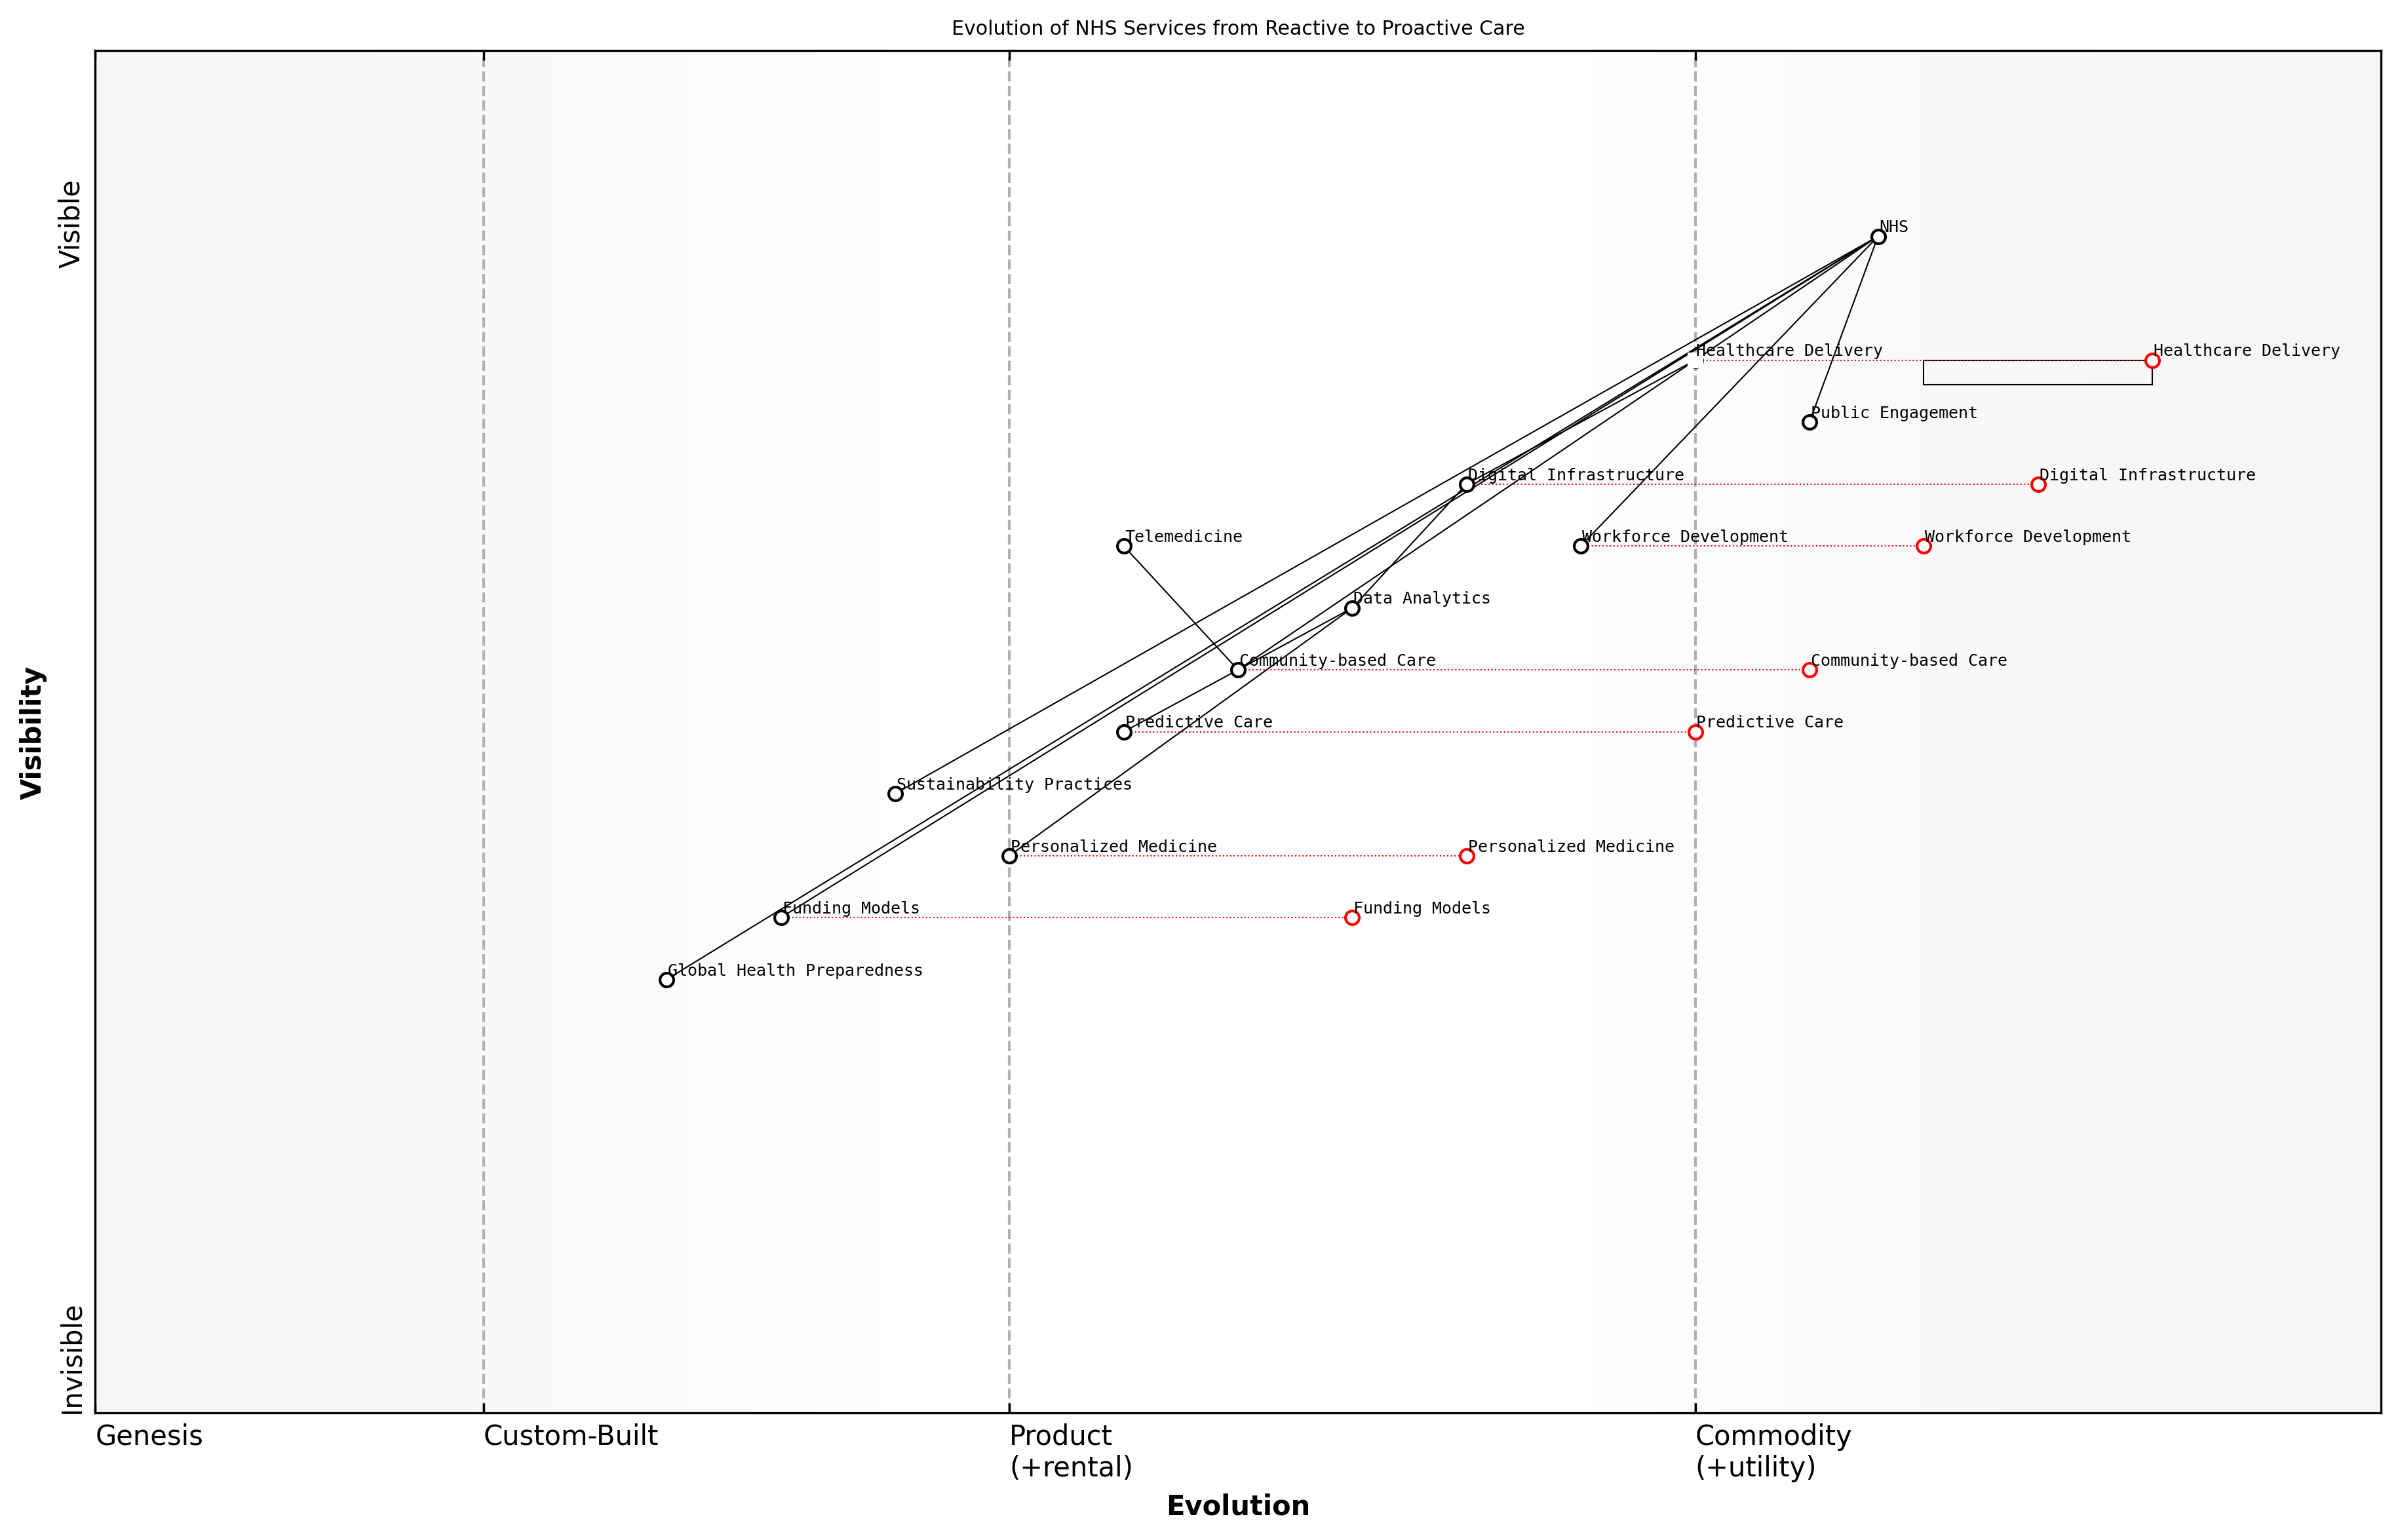 Evolution of NHS Services from Reactive to Proactive Care
Visible
NHS
Healthcare Delivery
Healthcare Delivery
Public Engagement
Digital Infrastructure
Digital Infrastructure
Telemedicine
Workforce Development
Workforce Development
Data Analytics
Community-based Care
Community-based Care
Visibility
Predictive Care
Predictive Care
Sustainability Practices
Personalized Medicine
Personalized Medicine
Funding Models
Funding Models
Global Health Preparedness
Invisible
Genesis
Custom-Built
Product
(+rental)
Commodity
(+utility)
Evolution